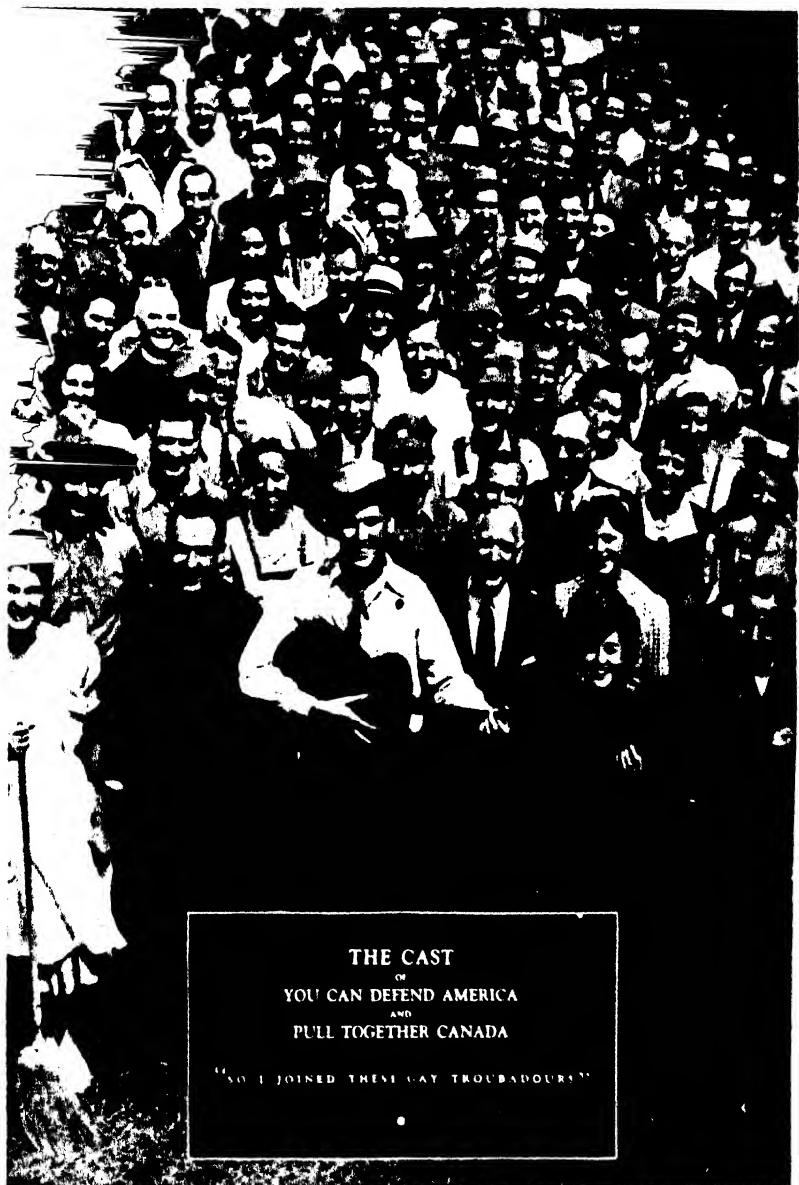 THE CAST
OF
YOU CAN DEFEND AMERICA
AND
PULL TOGETHER CANADA
"SO I JOINED THESE GAY TROUBADOURS"